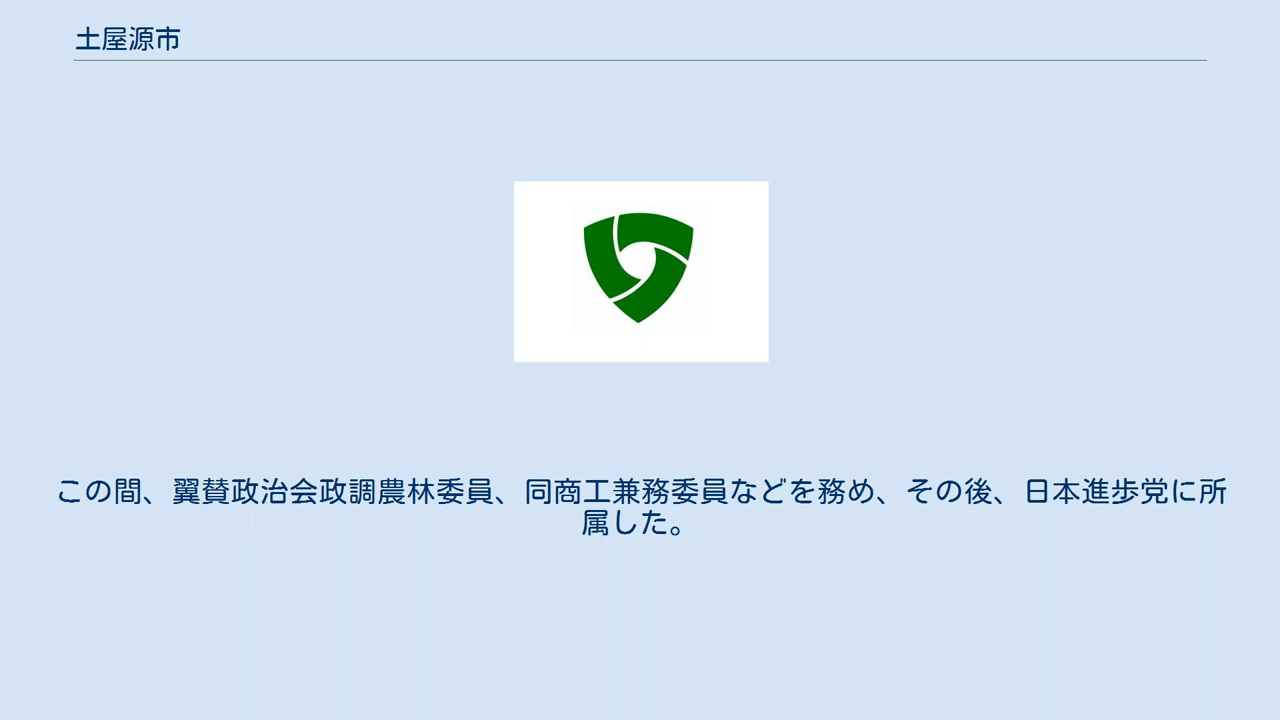 土屋源市
この間、翼賛政治会政調農林委員、同商工兼務委員などを務め、その後、日本進歩党に所
属した。